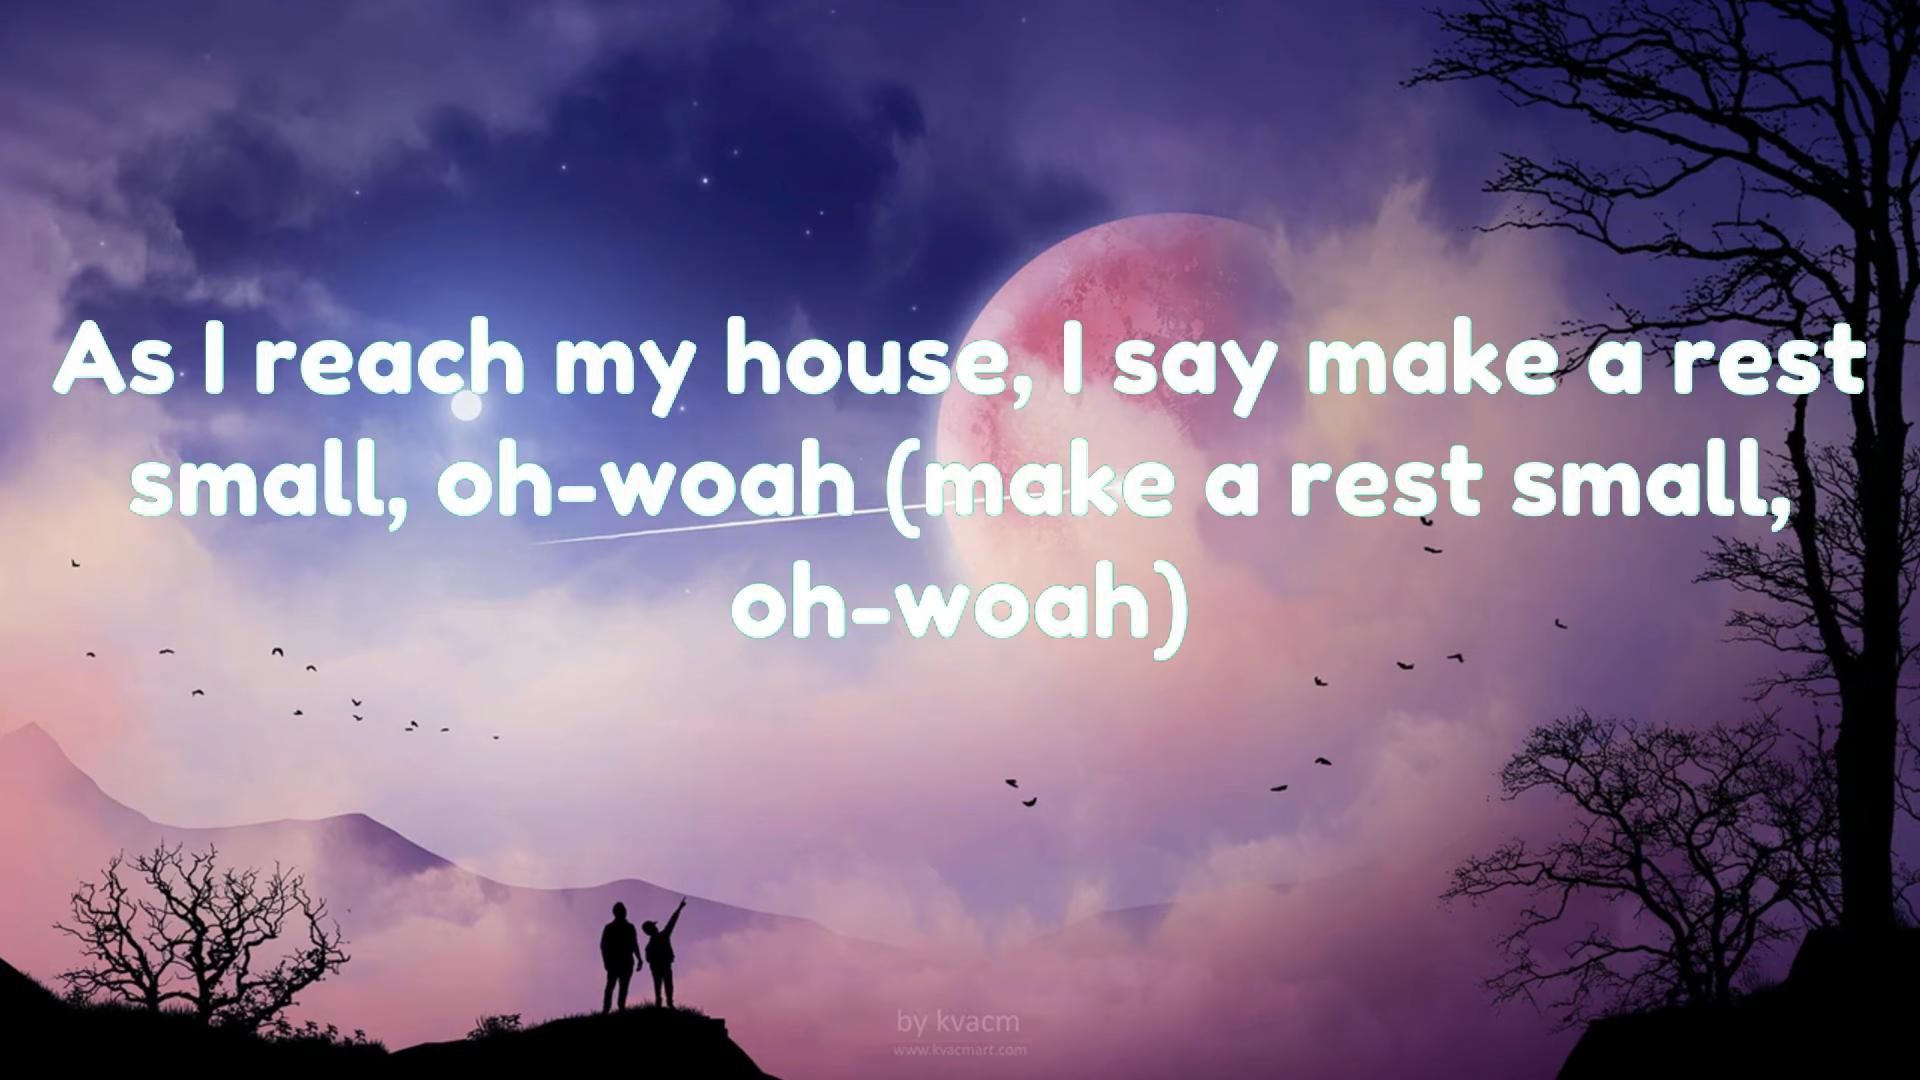 As I reach my house, I say make a rest
small, oh-woah (make a rest small,
oh-woah)
by kvacm
www.kvacmart.com